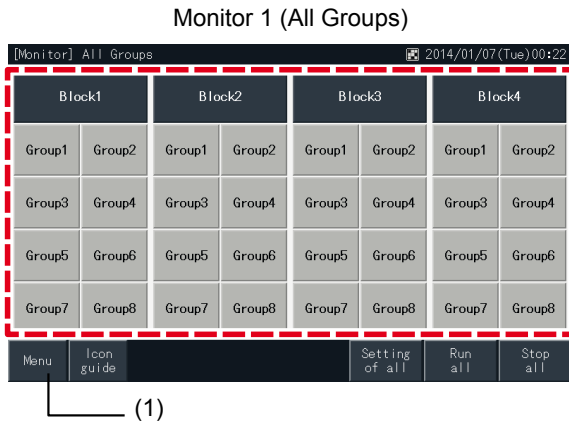 Monitor 1 (All Groups)
[Monitor] All Groups 2014/01/07(Tue)00:22
Block1 Block2 Block3 Block4
Group1 Group2 Group1 Group2 Group1 Group2 Group1 Group2
Group3 Group4 Group3 Group4 Group3 Group4 Group3 Group4
Group5 Group6 Group5 Group6 Group5 Group6 Group5 Group6
Group7 Group8 Group7 Group8 Group7 Group8 Group7 Group8
Menu Icon guide Setting of all Run all Stop all
(1)